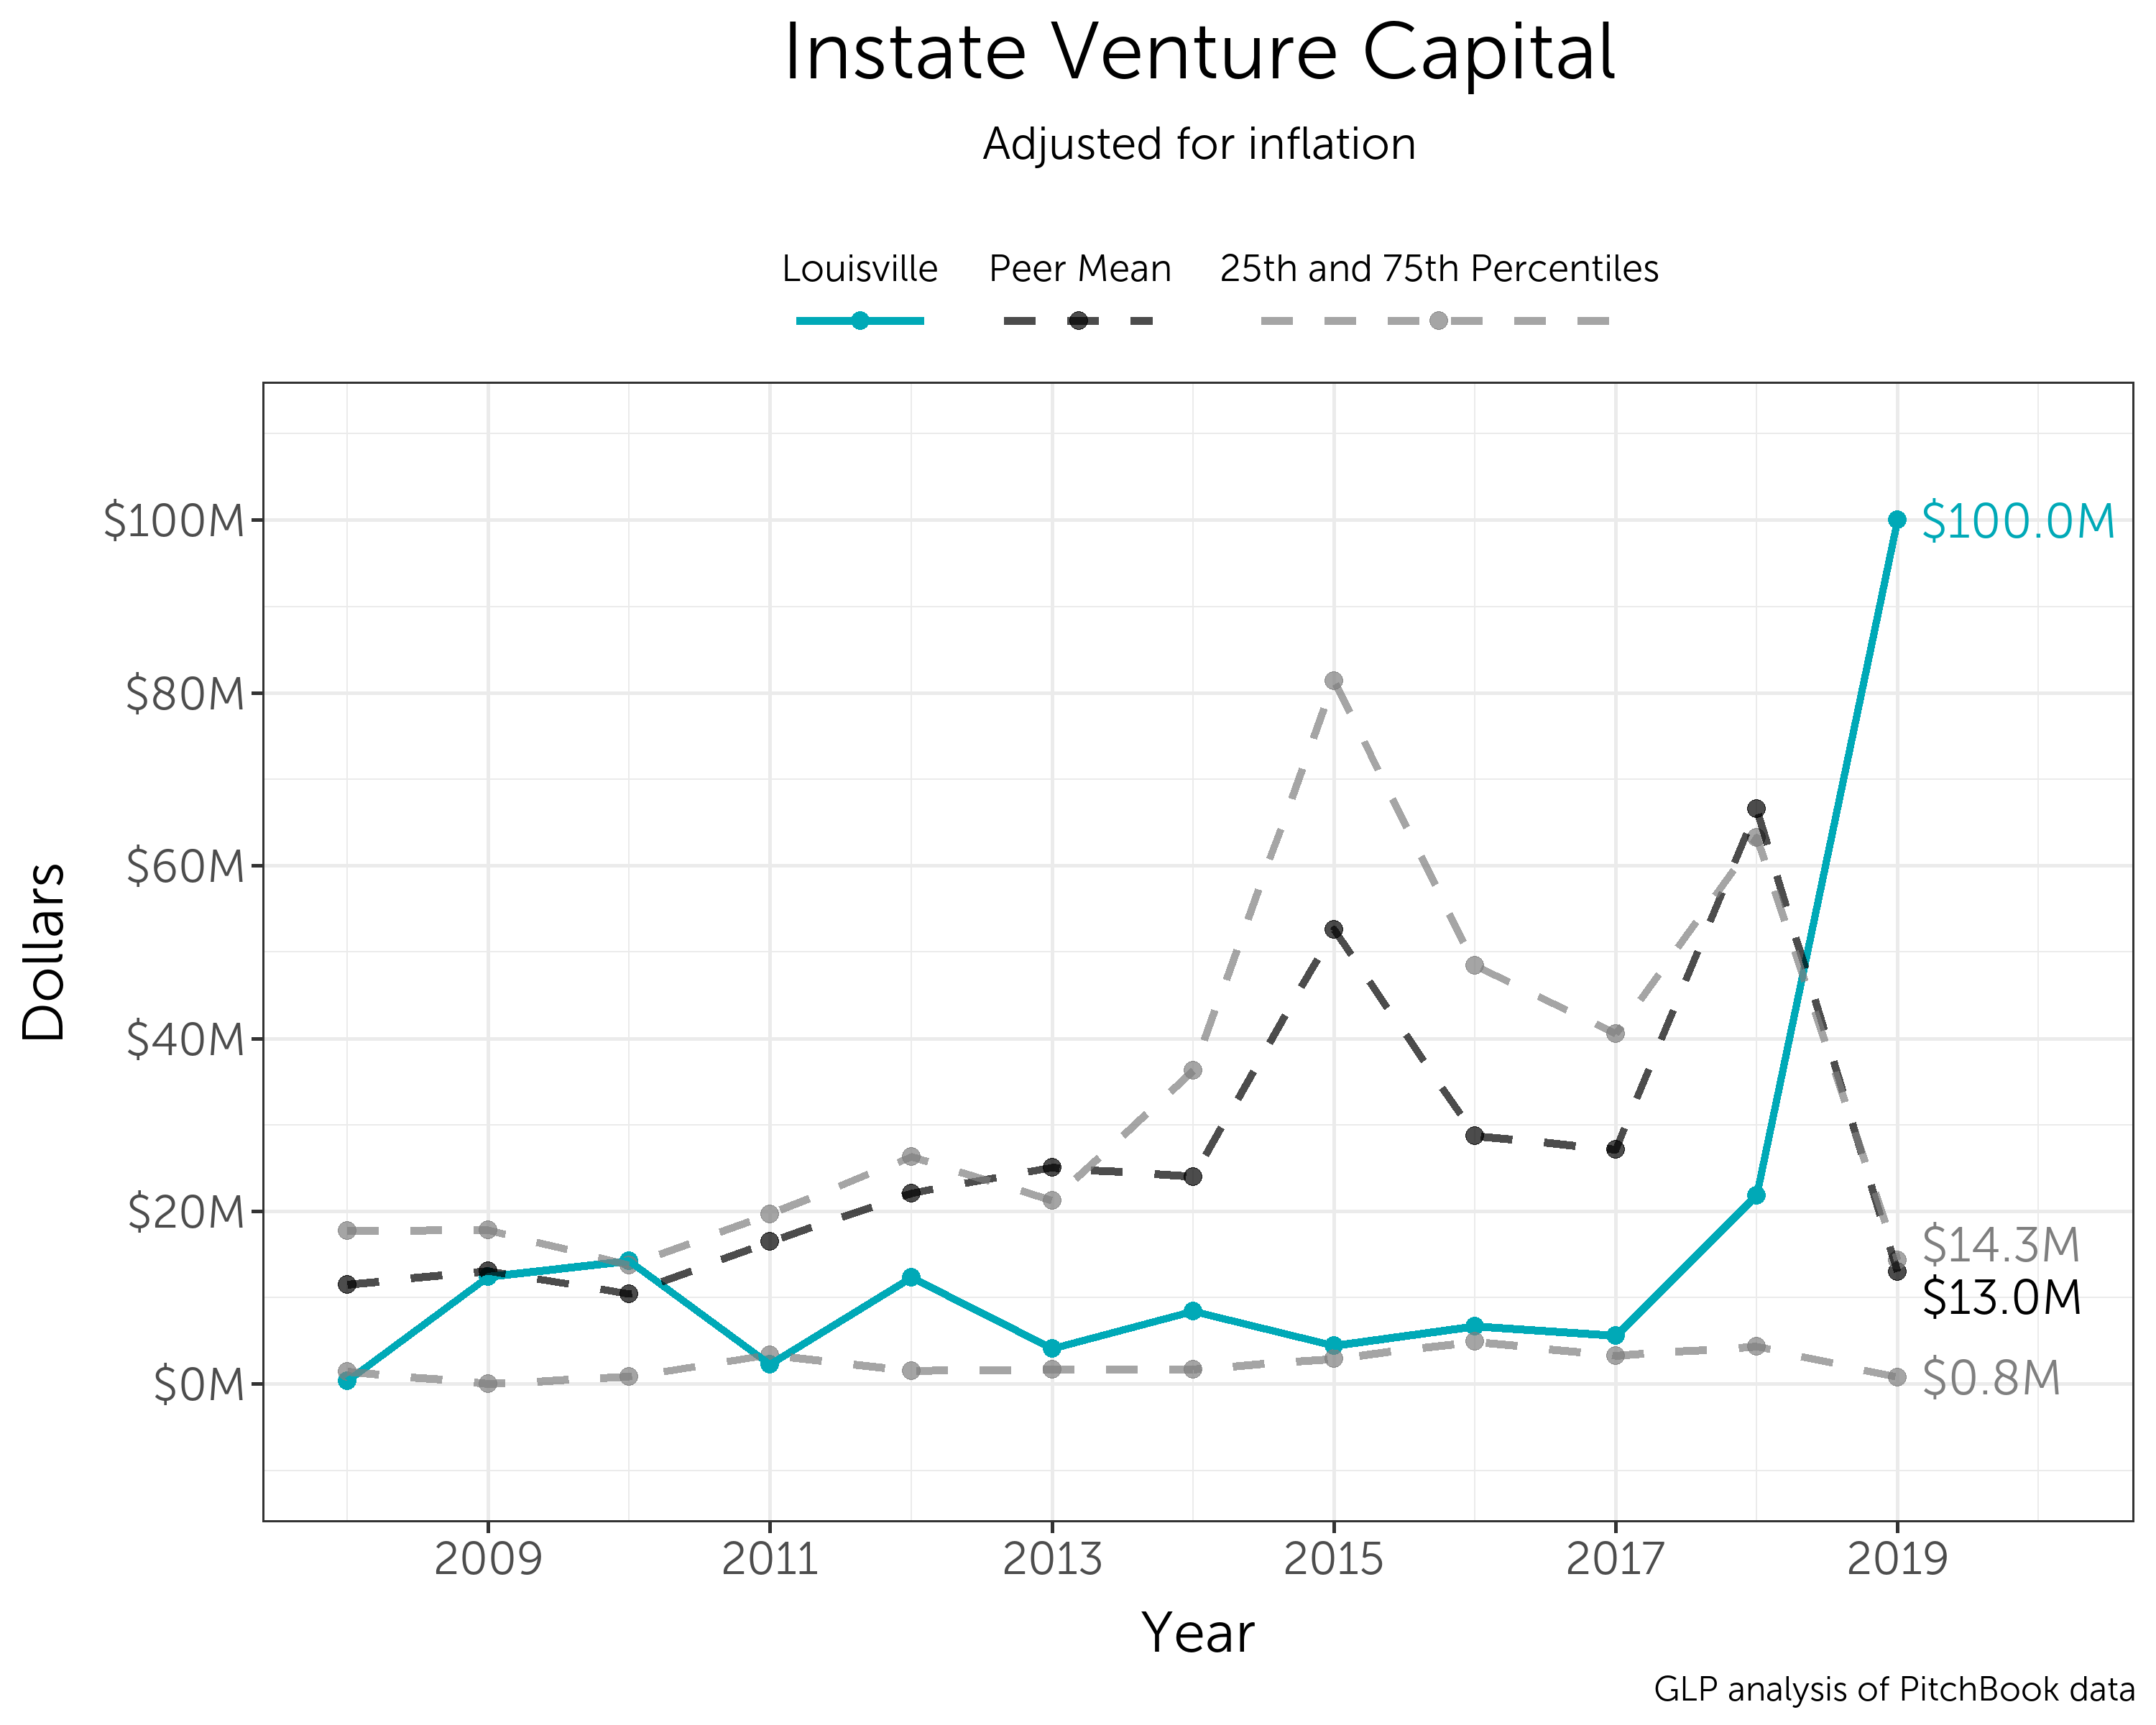 Instate Venture Capital
Adjusted for inflation
Louisville Peer Mean 25th and 75th Percentiles
$100M
$80M
$60M
$40M
$20M
$0M
Dollars
$100.0M
$14.3M
$13.0M
$0.8M
2009 2011 2013 2015 2017 2019
Year
GLP analysis of PitchBook data